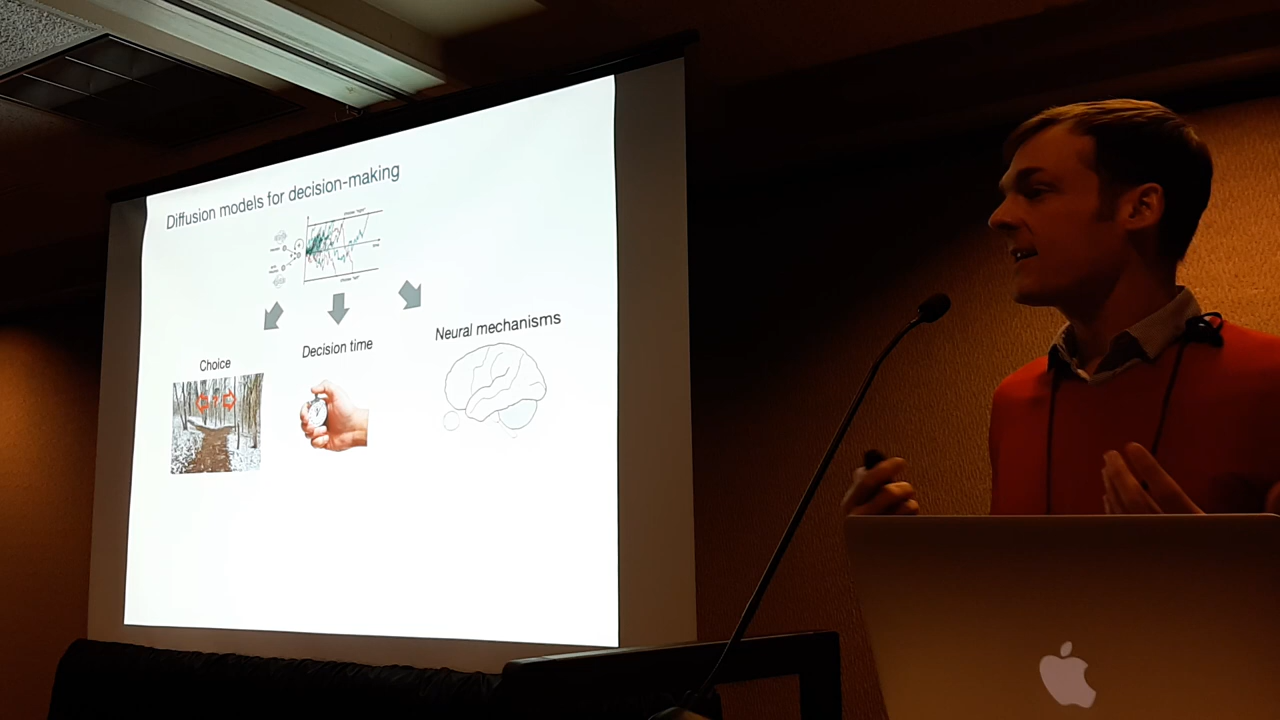 Diffusion models for decision-making
Choice
Decision time
Neural mechanisms
?